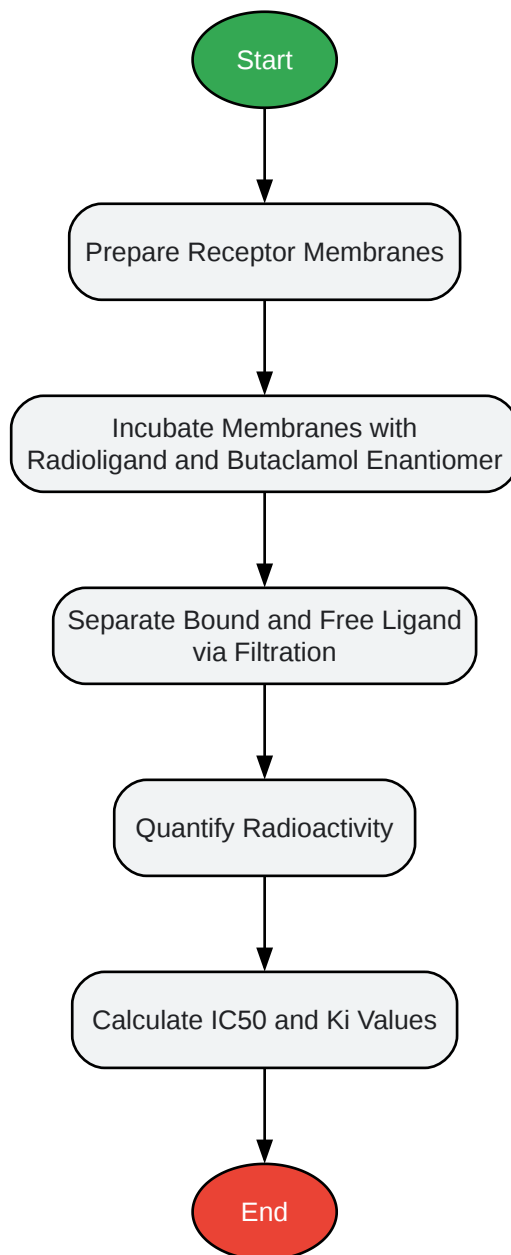 Start
Prepare Receptor Membranes
Incubate Membranes with
Radioligand and Butaclamol Enantiomer
Separate Bound and Free Ligand
via Filtration
Quantify Radioactivity
Calculate IC50 and Ki Values
End